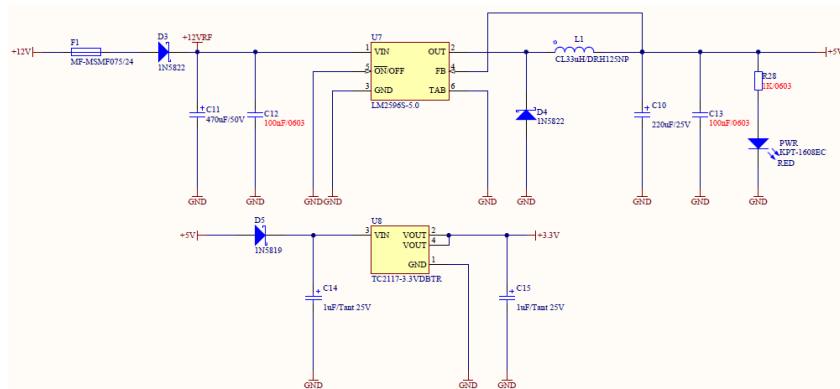 +12V
F1
MF-MSMF075/24
D3
1N5822
+12VRF
C11
470uF/50V
C12
100nF/0603
U7
1 VIN OUT 2
5 ON/OFF FB 4
3 GND TAB 6
LM2596S-5.0
L1
CL33uH/DRH125NP
D4
1N5822
C10
220uF/25V
C13
100nF/0603
+5V
R28
1K/0603
PWR
KPT-1608EC
RED
GND GND GND GND GND GND GND GND GND
+5V
D5
1N5819
C14
1uF/Tant 25V
U8
3 VIN VOUT 2
VOUT 4
GND 1
TC2117-3.3VDBTR
C15
1uF/Tant 25V
+3.3V
GND GND GND